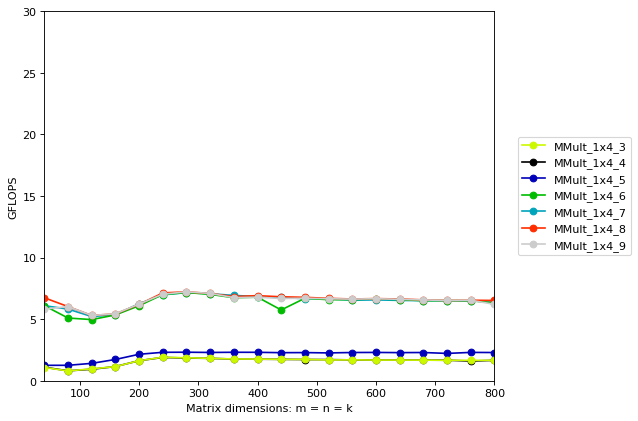 30
25
20
15
10
5
0
GFLOPS
100 200 300 400 500 600 700 800
Matrix dimensions: m = n = k
MMult_1x4_3
MMult_1x4_4
MMult_1x4_5
MMult_1x4_6
MMult_1x4_7
MMult_1x4_8
MMult_1x4_9